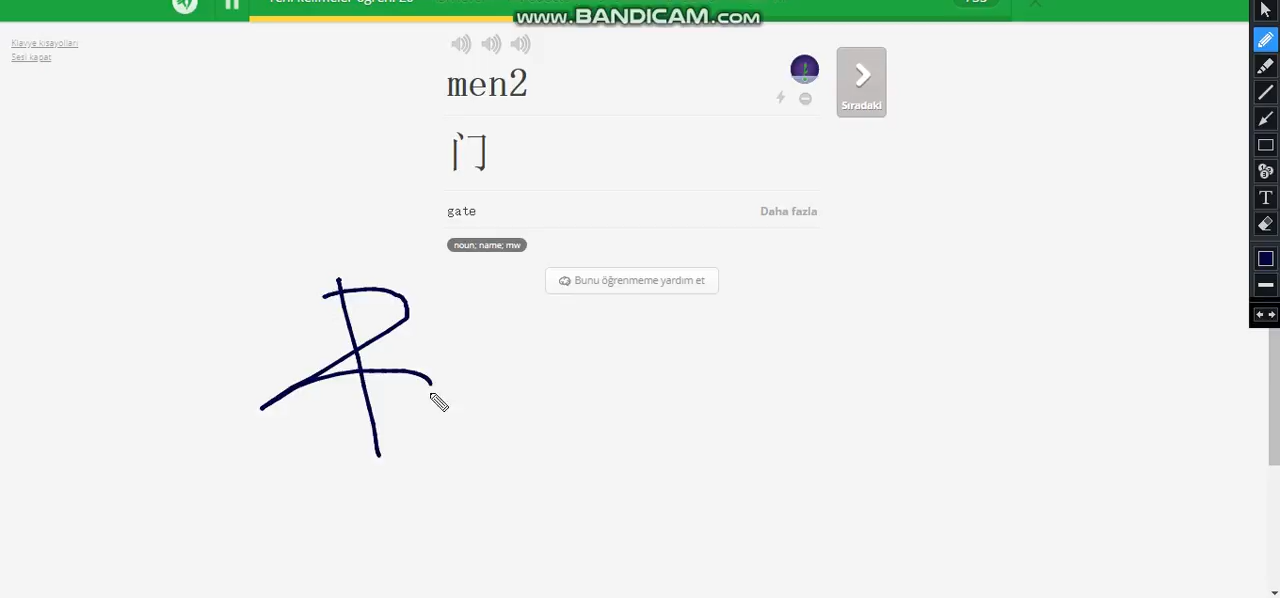 www.BANDICAM.com
Klavye kısayolları
Sesi kapat
men2
Sıradaki
门
gate
Daha fazla
noun; name; mw
Bunu öğrenmeme yardım et